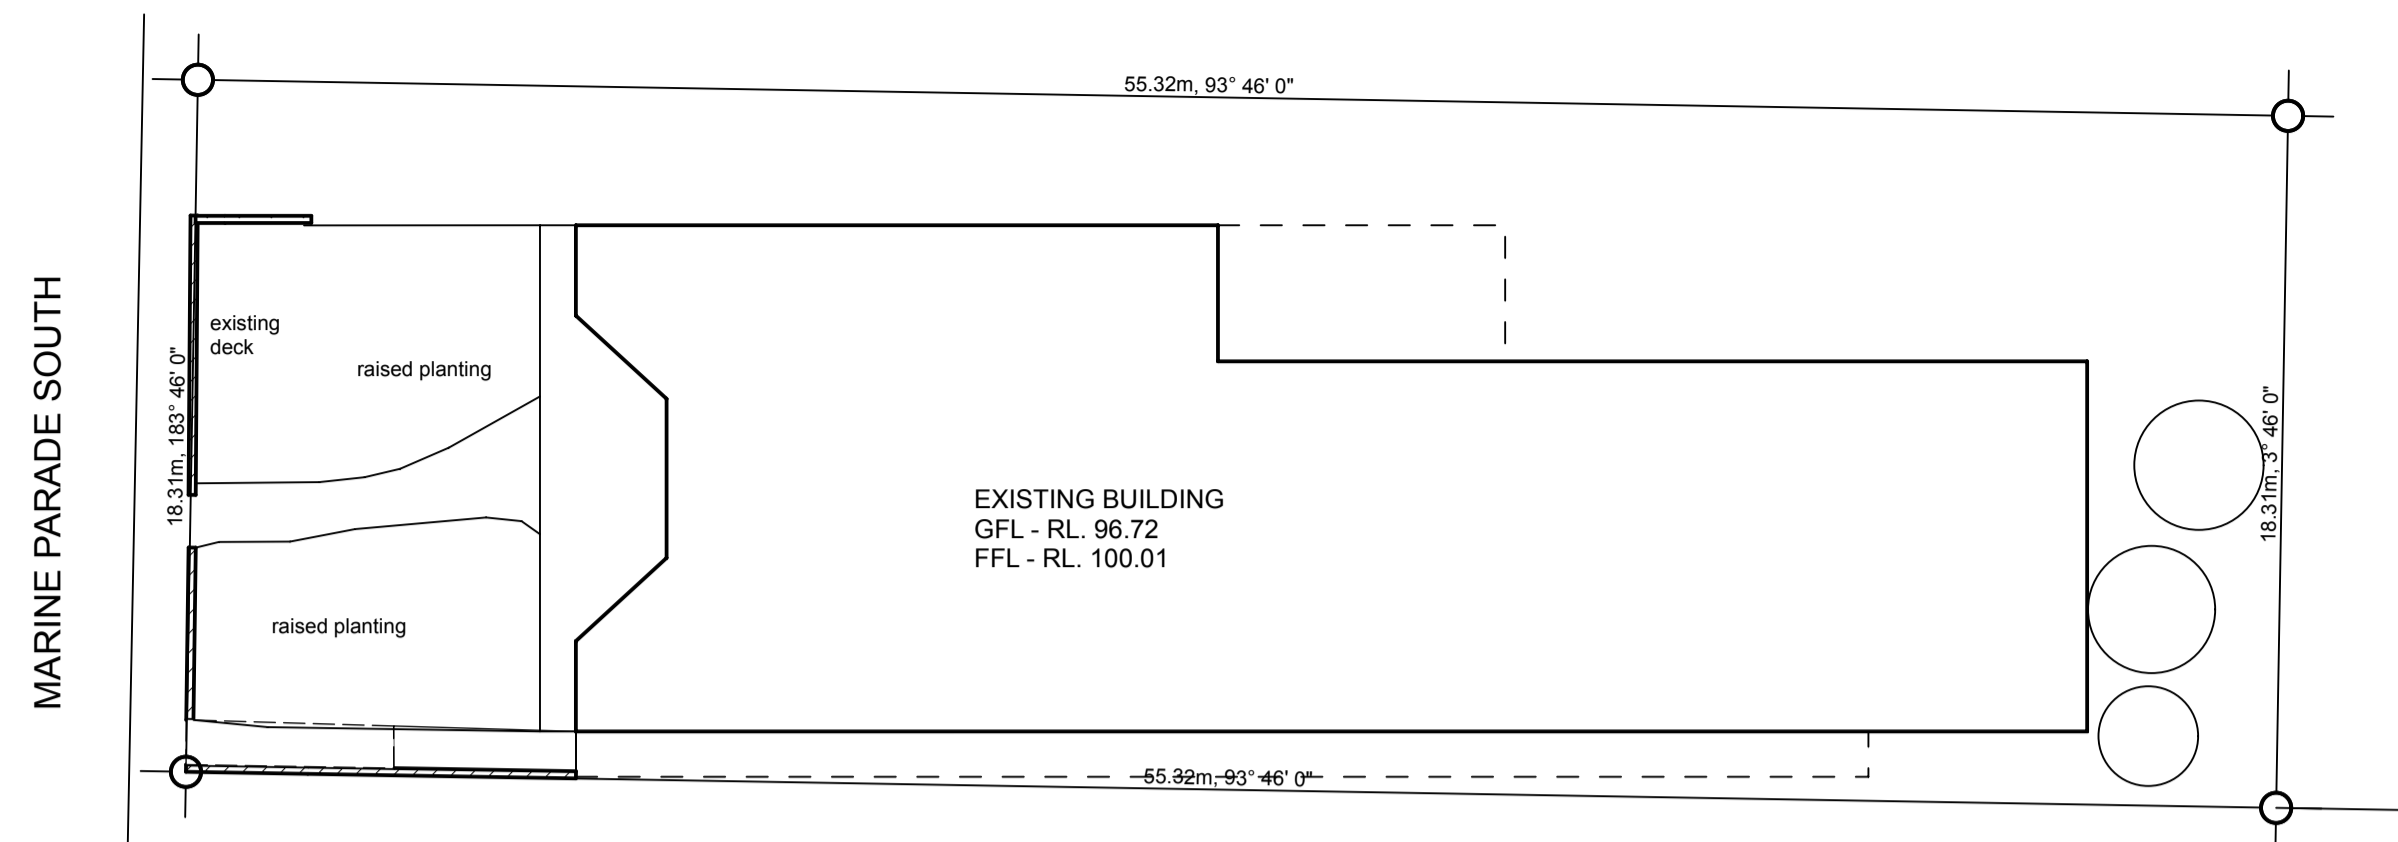 55.32m, 93° 46' 0"
MARINE PARADE SOUTH
18.31m, 183° 46' 0"
existing
deck
raised planting
EXISTING BUILDING
GFL - RL. 96.72
FFL - RL. 100.01
18.31m, 3° 46' 0"
raised planting
55.32m, 93° 46' 0"